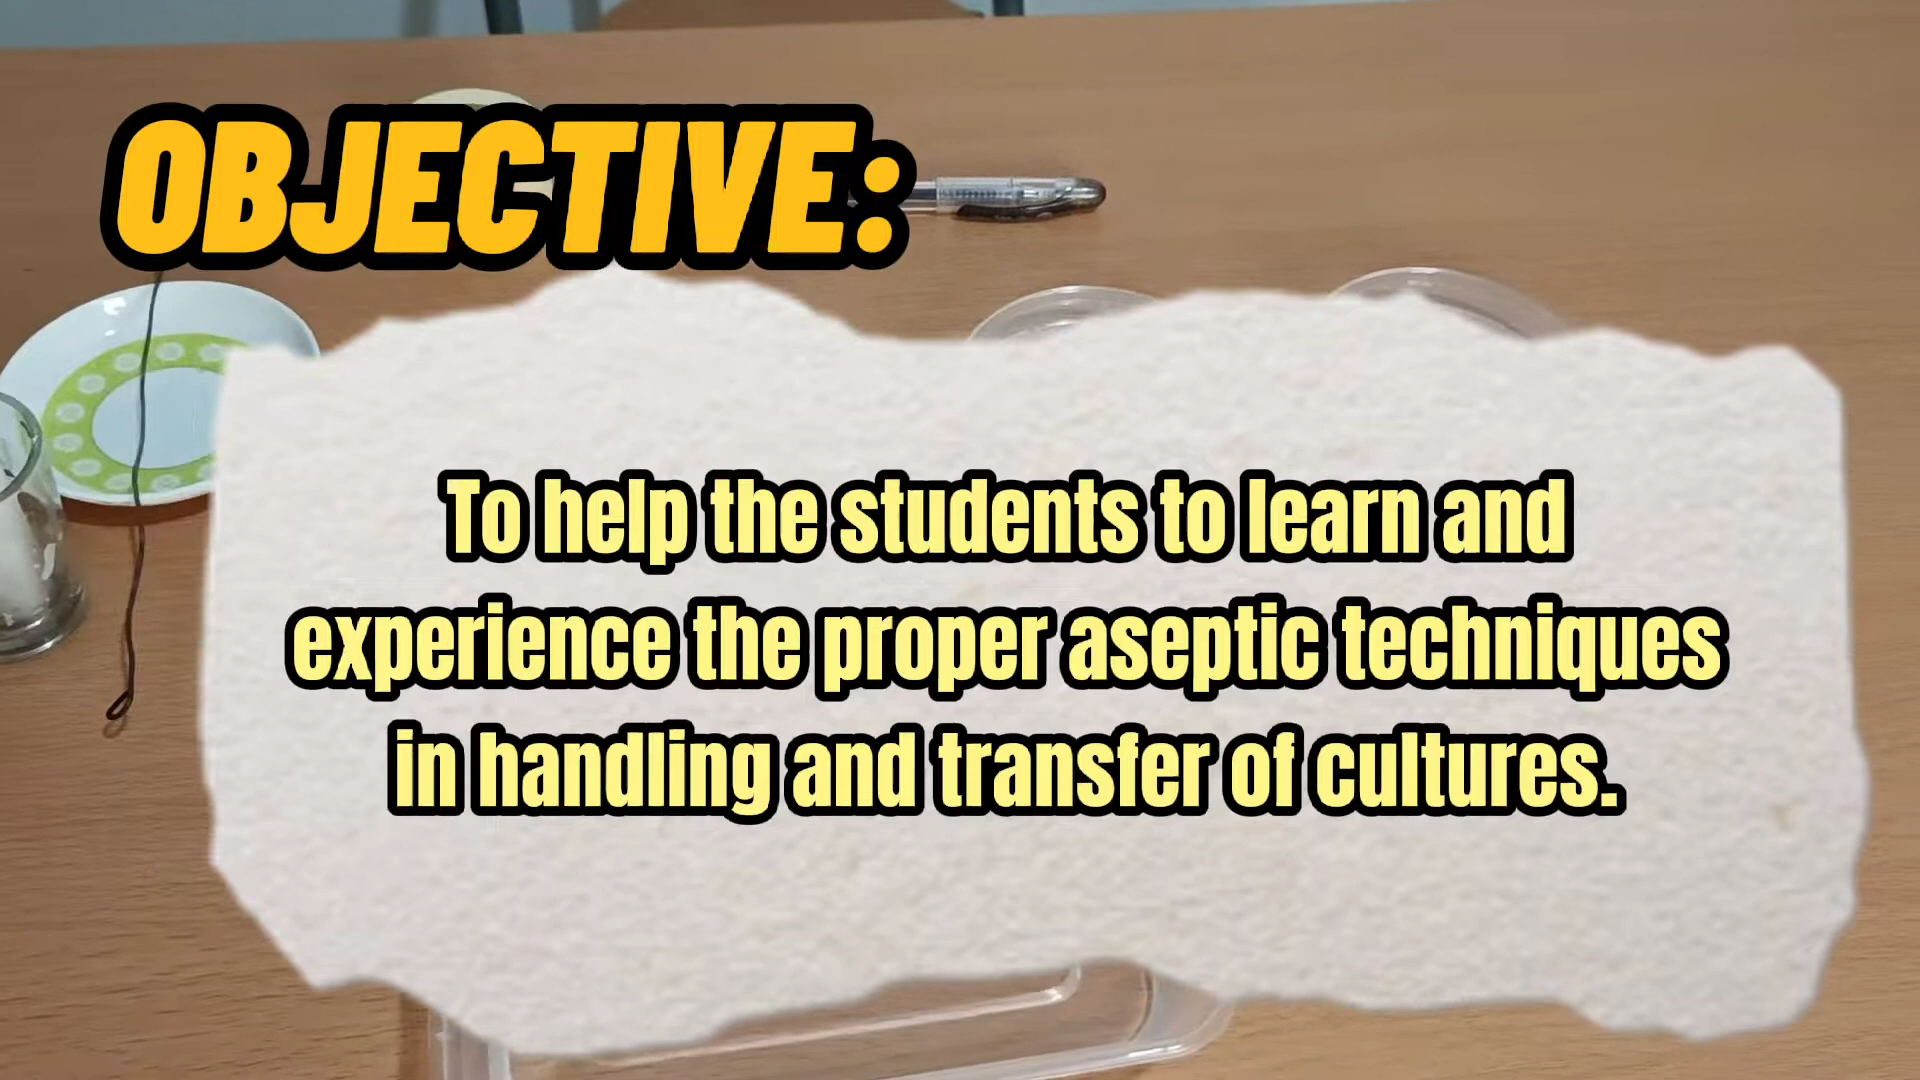 OBJECTIVE:
To help the students to learn and
experience the proper aseptic techniques
in handling and transfer of cultures.